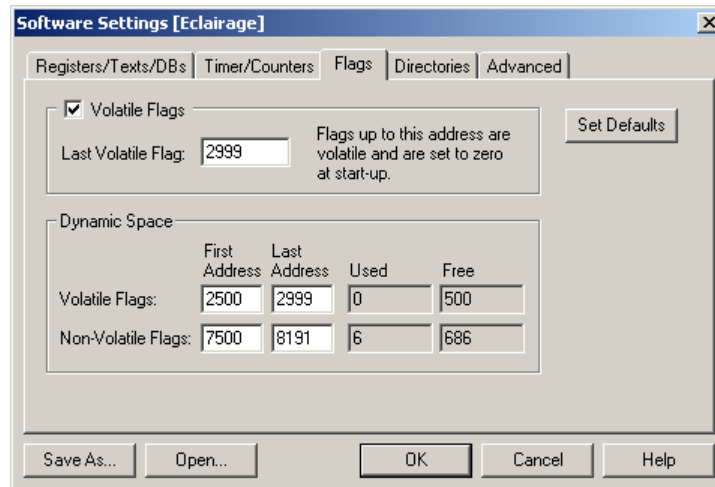 Software Settings [Eclairage]
Registers/Texts/DBs Timer/Counters Flags Directories Advanced
Volatile Flags
Last Volatile Flag: 2999
Flags up to this address are
volatile and are set to zero
at start-up.
Set Defaults
Dynamic Space
First Last
Address Address Used Free
Volatile Flags: 2500 2999 0 500
Non-Volatile Flags: 7500 8191 6 686
Save As... Open... OK Cancel Help